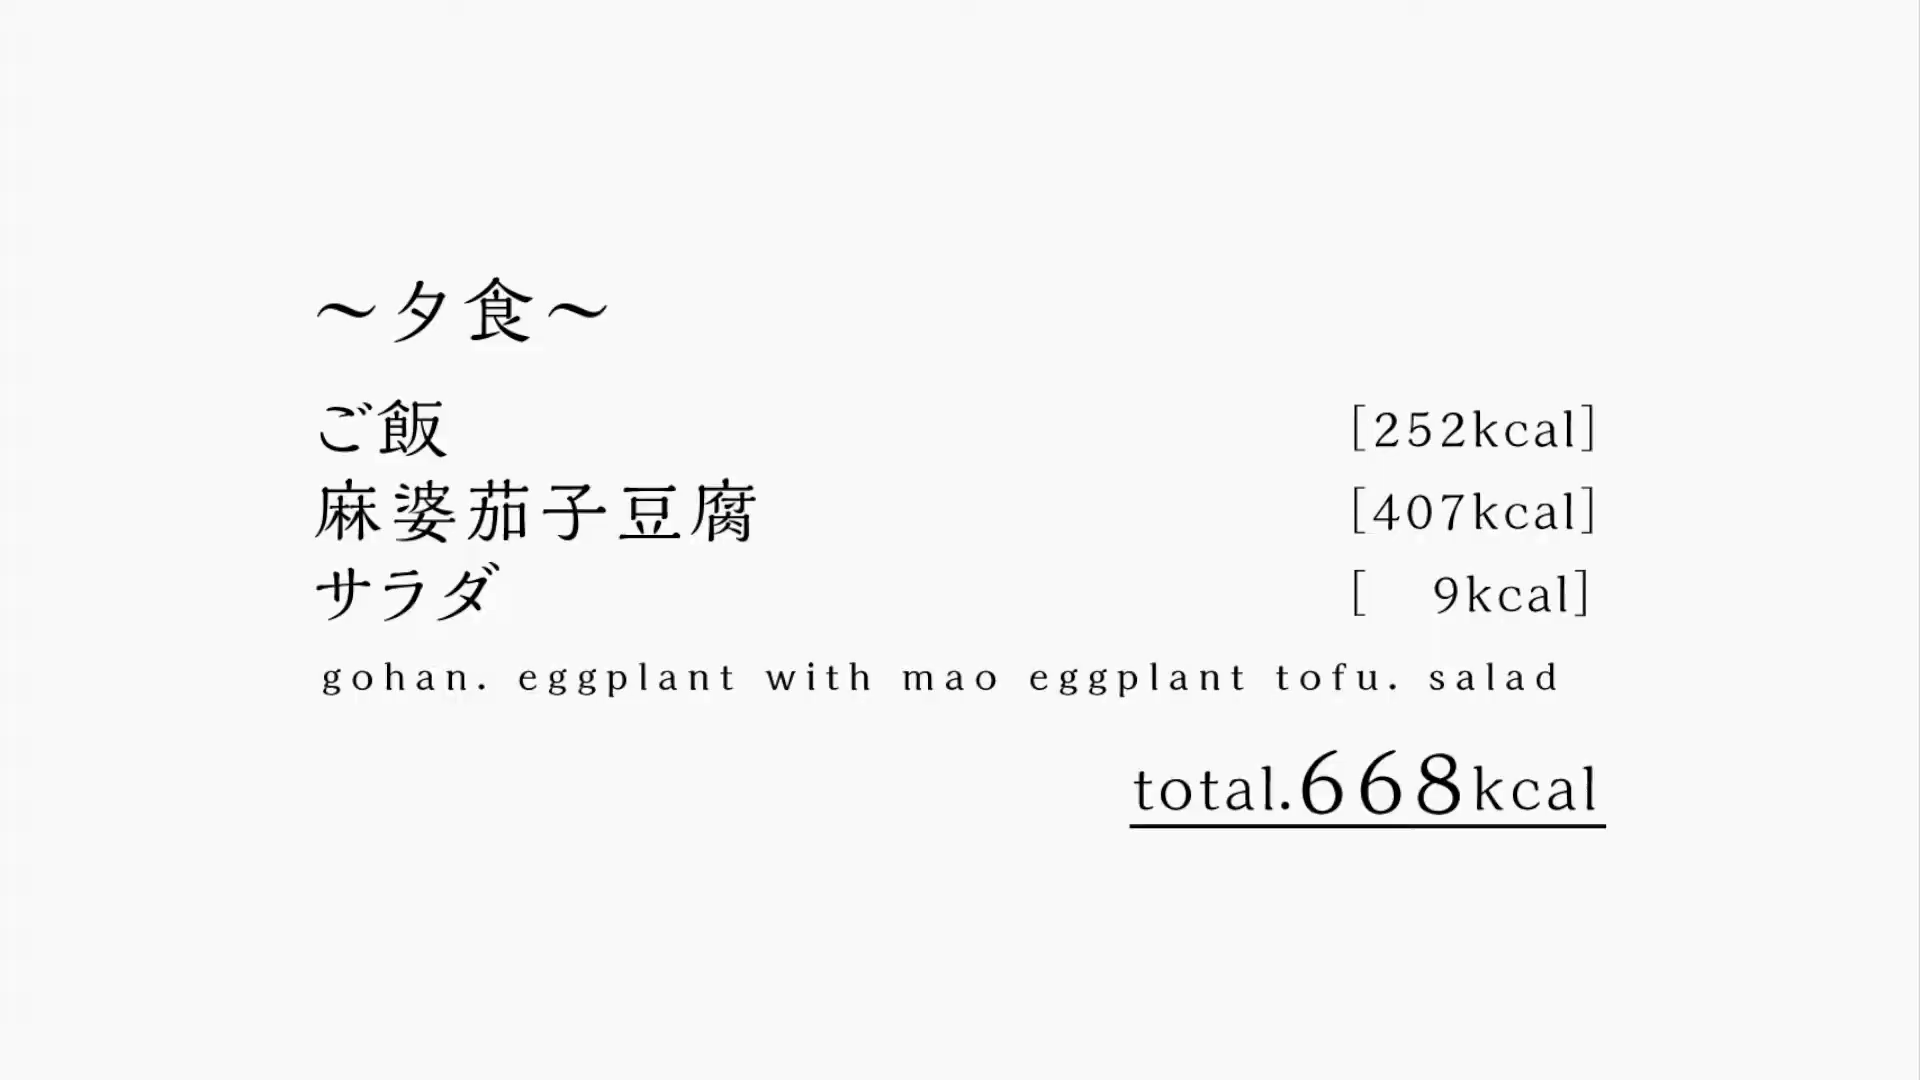 ～夕食～
ご飯 [252kcal]
麻婆茄子豆腐 [407kcal]
サラダ [ 9kcal]
gohan. eggplant with mao eggplant tofu. salad
total.668kcal